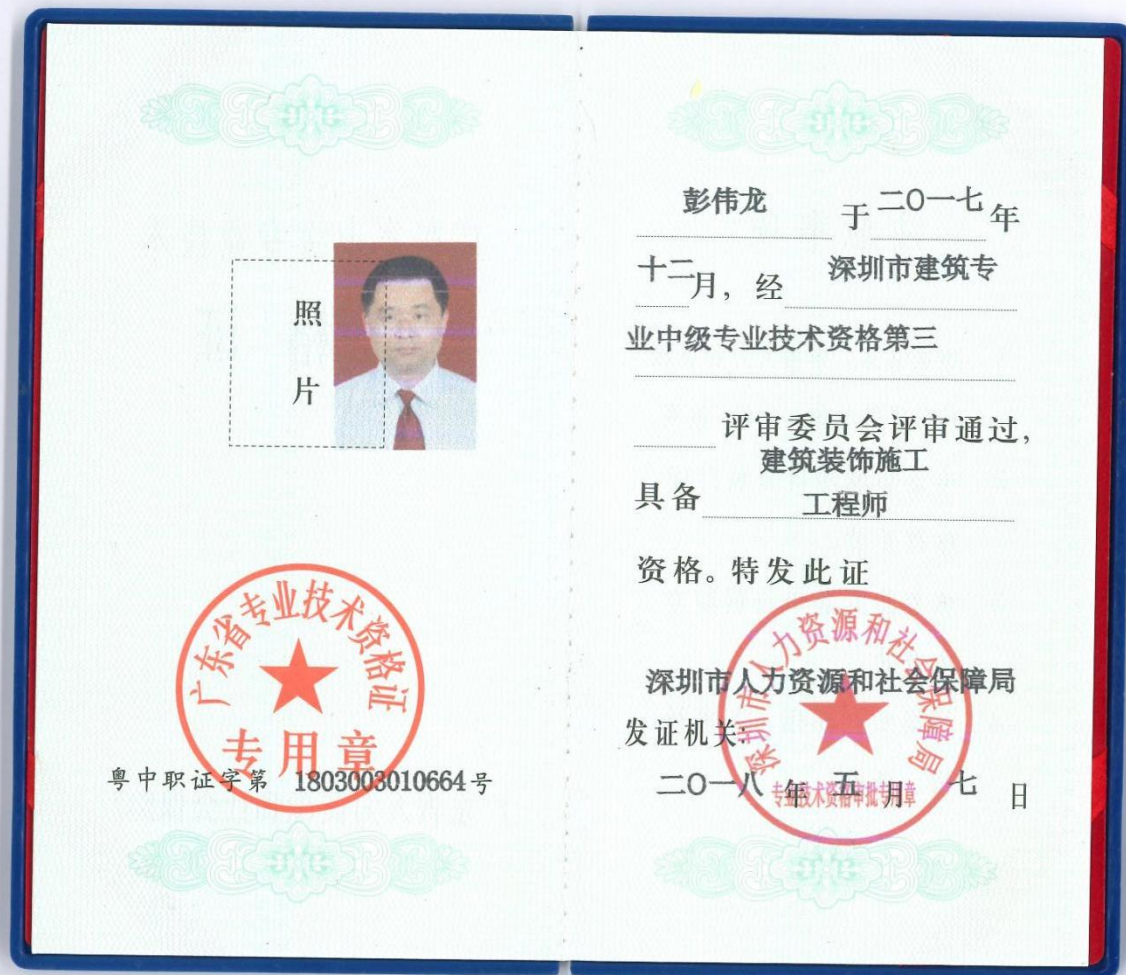 照
片
广东省专业技术资格证
专用章
粤中职证字第 1803003010664号
彭伟龙 于二〇一七年
十二月，经 深圳市建筑专
业中级专业技术资格第三
评审委员会评审通过，
建筑装饰施工
具备 工程师
资格。特发此证
深圳市人力资源和社会保障局
深圳市人力资源和社会保障局
发证机关：
二〇一八年五月七日
专业技术资格审批专用章